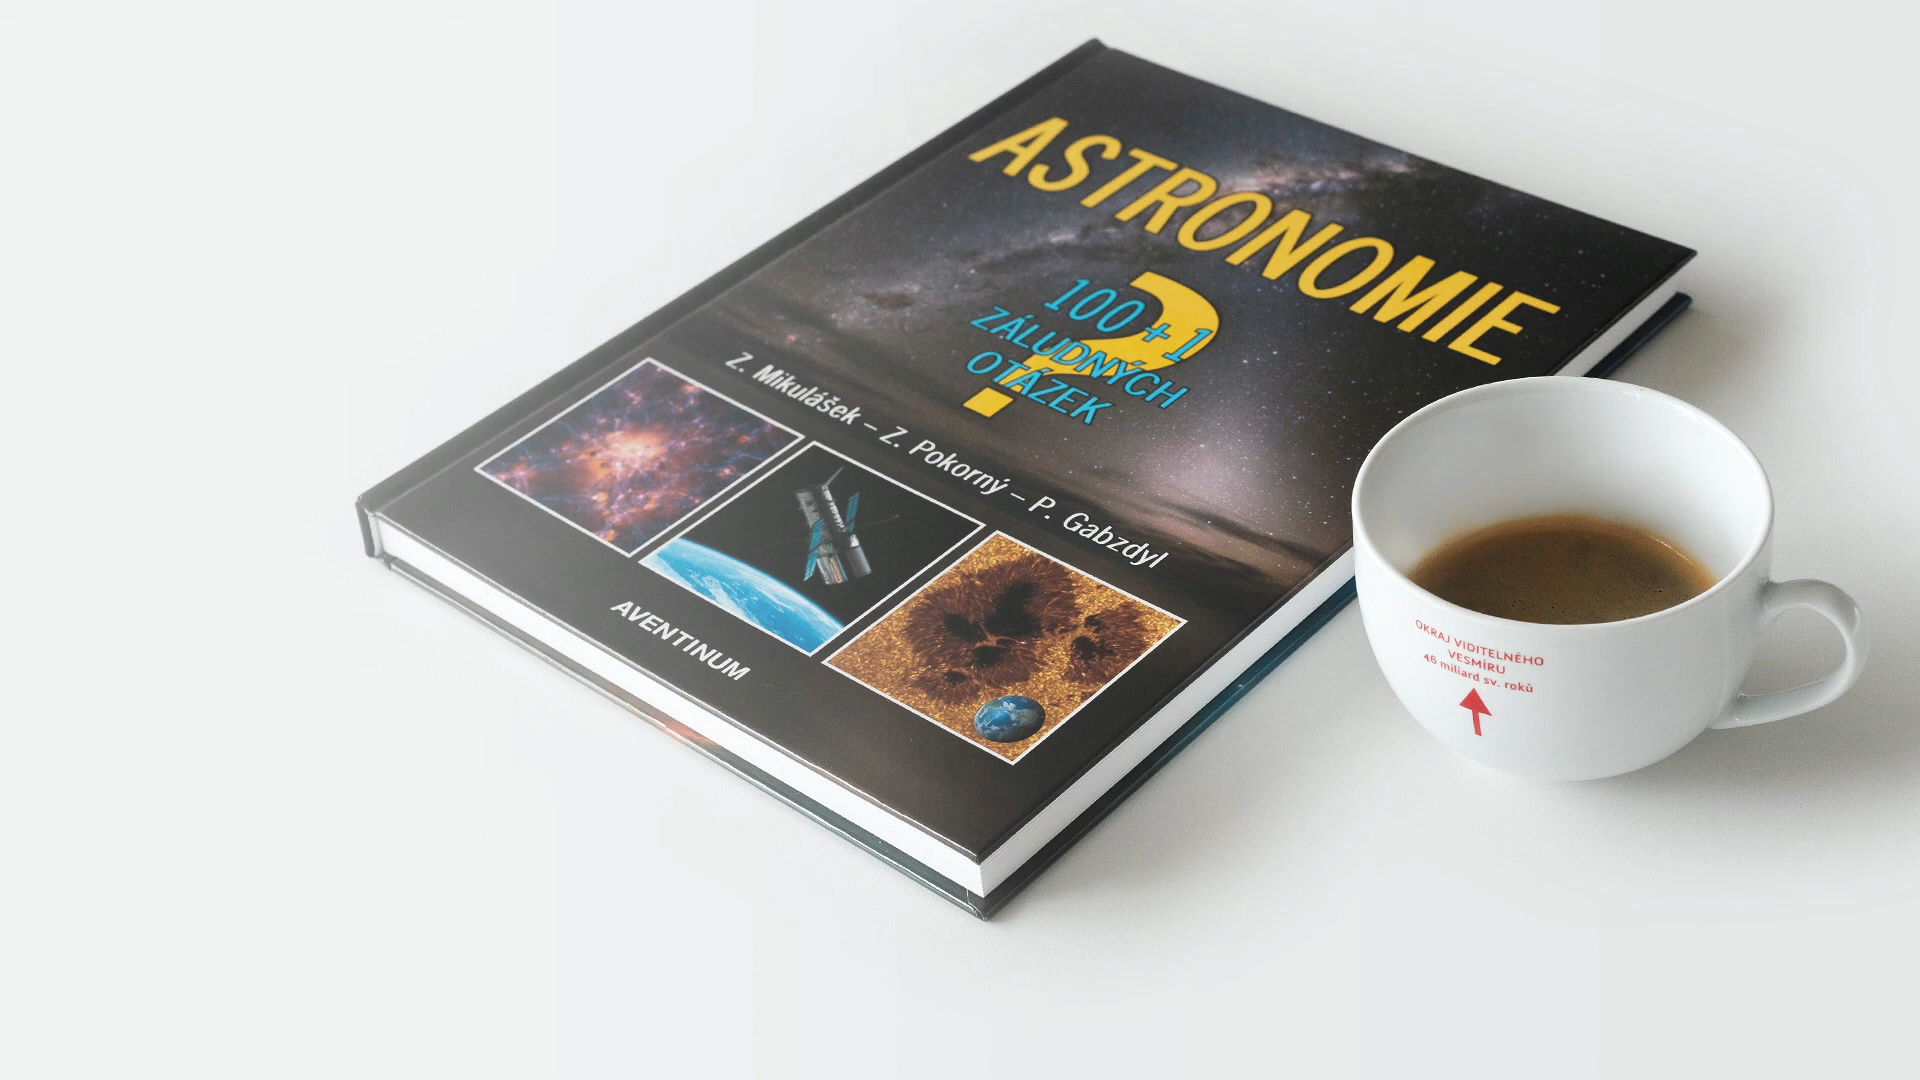 ASTRONOMIE
100+1
ZÁLUDNÝCH
OTÁZEK
?
Z. Mikulášek – Z. Pokorný – P. Gabzdyl
AVENTINUM
OKRAJ VIDITELNÉHO
VESMÍRU
46 miliard sv. roků